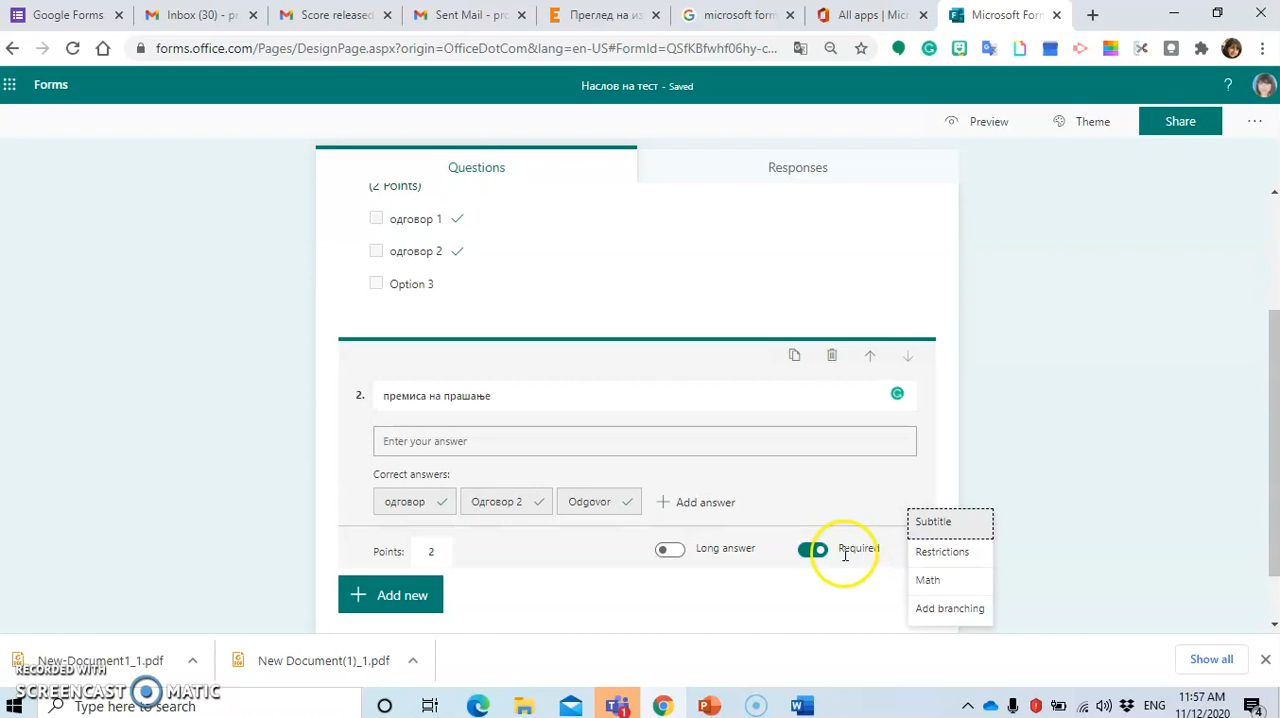 Google Forms
Inbox (30) - pr
Score released
Sent Mail - pro
Преглед на из
microsoft form
All apps | Micro
Microsoft For
forms.office.com/Pages/DesignPage.aspx?origin=OfficeDotCom&lang=en-US#FormId=QSfKBfwhf06hy-c...
Forms
Наслов на тест - Saved
?
Preview
Theme
Share
Questions
Responses
(2 Points)
одговор 1
одговор 2
Option 3
2.
премиса на прашање
Enter your answer
Correct answers:
одговор
Одговор 2
Odgovor
Add answer
Subtitle
Points: 2
Long answer
Required
Restrictions
Math
Add new
Add branching
New-Document1_1.pdf
New Document(1)_1.pdf
Show all
RECORDED WITH
SCREENCAST MATIC
Type here to search
1
ENG
11:57 AM
11/12/2020
4